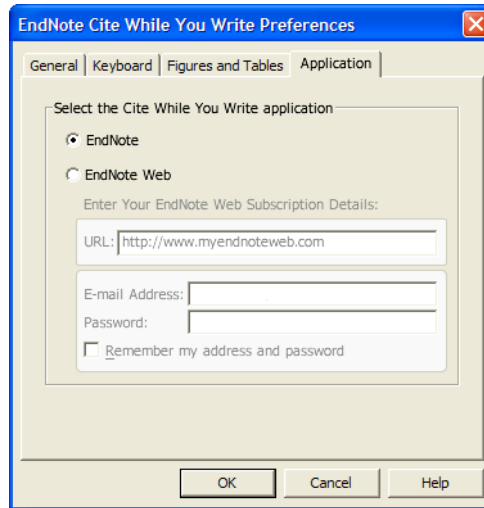 EndNote Cite While You Write Preferences
General Keyboard Figures and Tables Application
Select the Cite While You Write application
EndNote
EndNote Web
Enter Your EndNote Web Subscription Details:
URL: http://www.myendnoteweb.com
E-mail Address:
Password:
Remember my address and password
OK Cancel Help